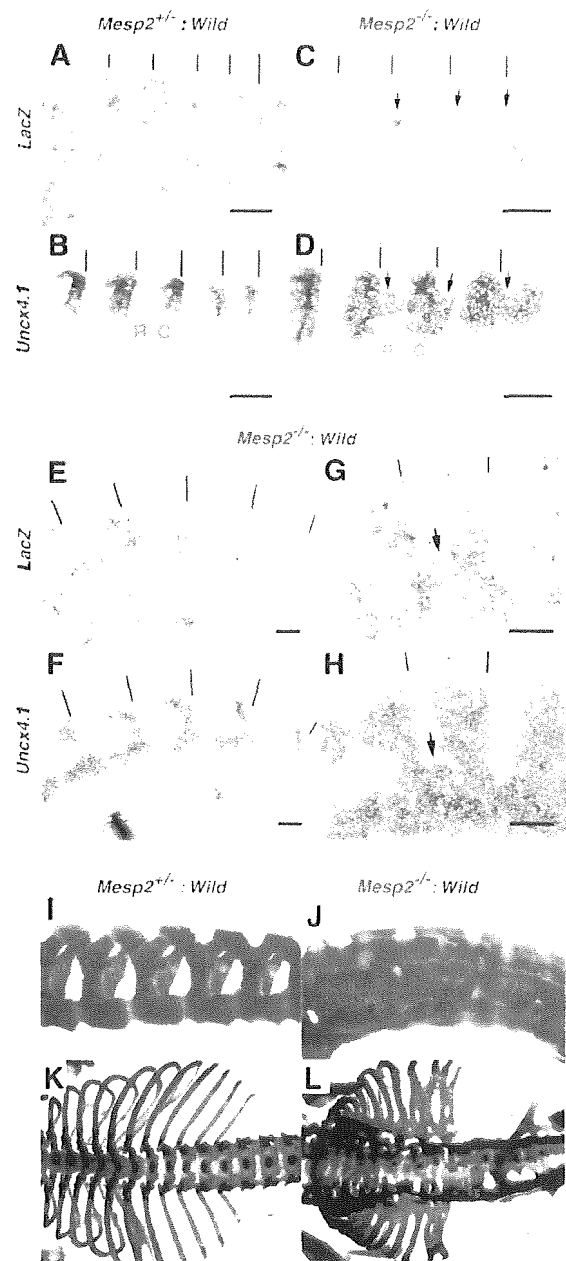 Mesp2+/- : Wild Mesp2-/- : Wild
A C
LacZ
B D
Uncx4.1
R C
R C
Mesp2-/- : Wild
E G
LacZ
F H
Uncx4.1
Mesp2+/- : Wild Mesp2-/- : Wild
I J
K L